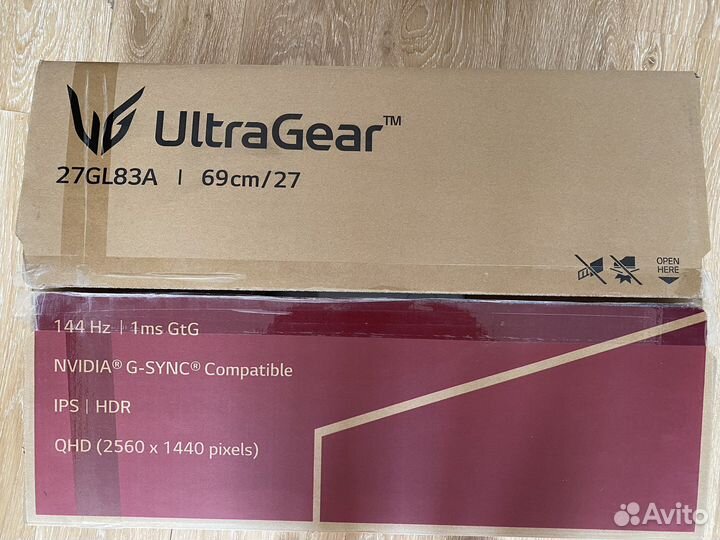 UltraGear™
27GL83A | 69cm/27
OPEN
HERE
144 Hz | 1ms GtG
NVIDIA® G-SYNC® Compatible
IPS | HDR
QHD (2560 x 1440 pixels)
Avito